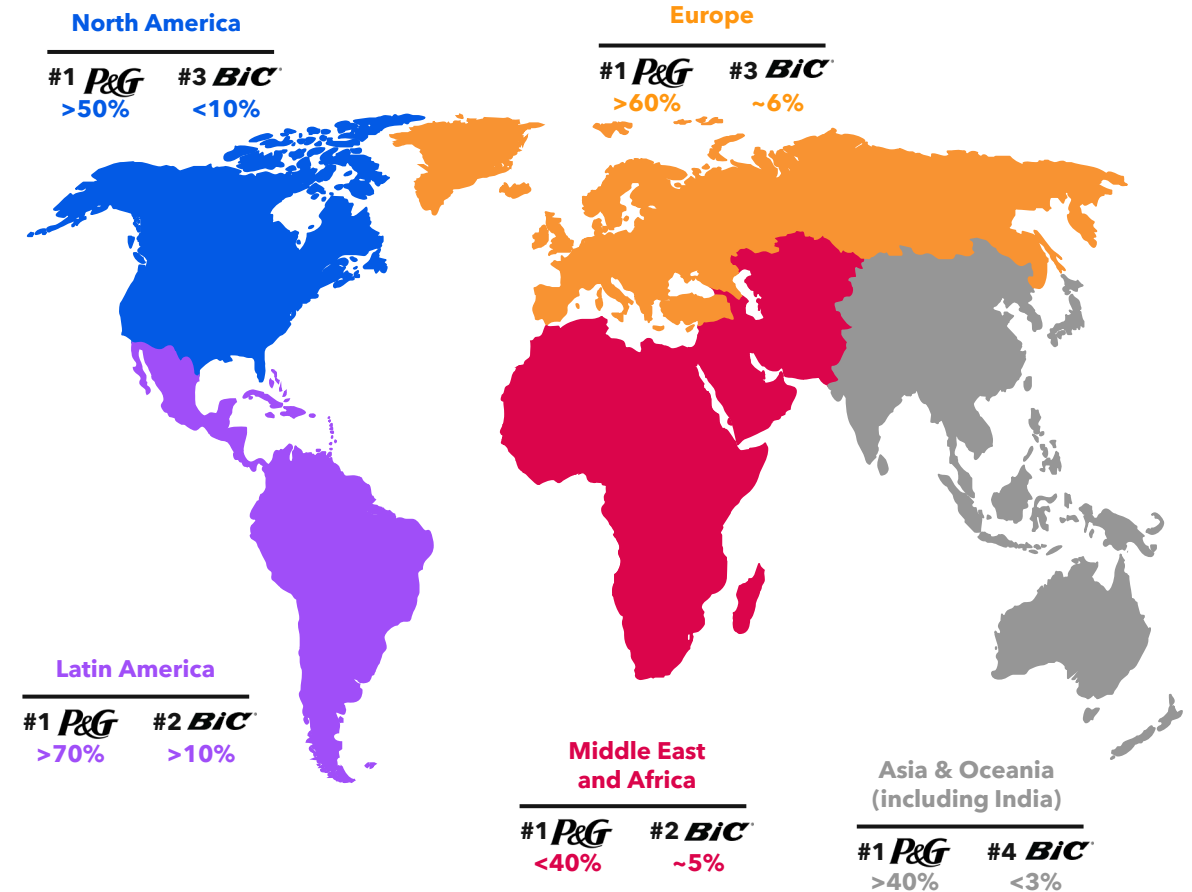 North America
#1 P&G #3 BiC®
>50% <10%
Europe
#1 P&G #3 BiC®
>60% ~6%
Latin America
#1 P&G #2 BiC®
>70% >10%
Middle East
and Africa
#1 P&G #2 BiC®
<40% ~5%
Asia & Oceania
(including India)
#1 P&G #4 BiC®
>40% <3%